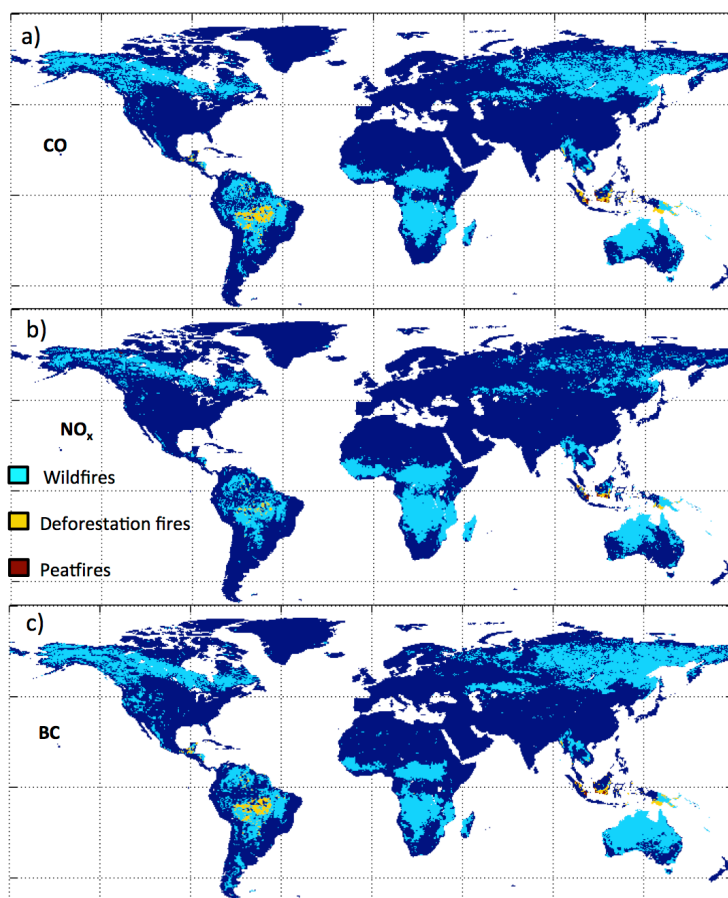 a)
CO
b)
NOx
Wildfires
Deforestation fires
Peatfires
c)
BC